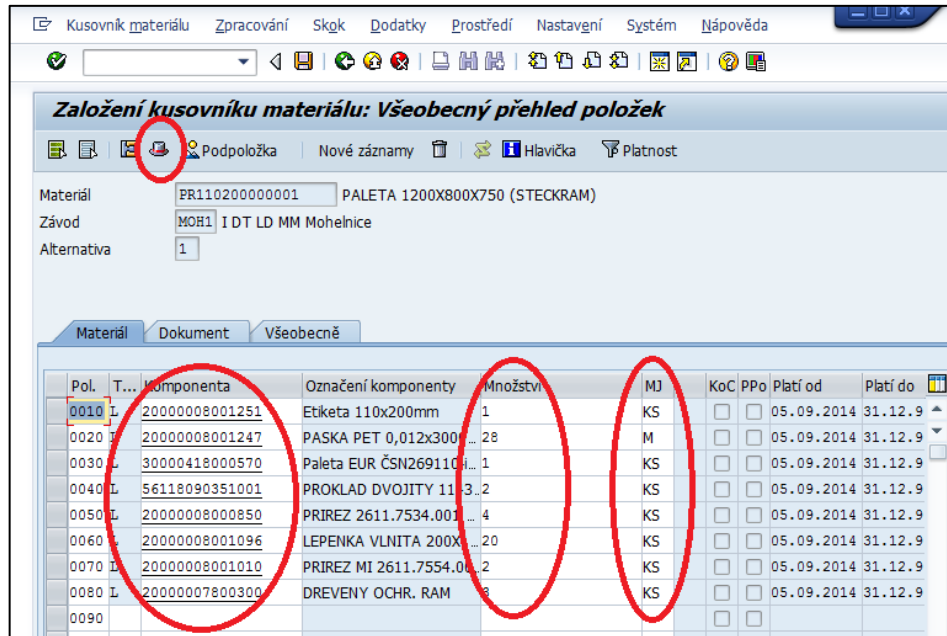 Kusovník materiálu Zpracování Skok Dodatky Prostředí Nastavení Systém Nápověda
Založení kusovníku materiálu: Všeobecný přehled položek
Podpoložka Nové záznamy Hlavička Platnost
Materiál PR110200000001 PALETA 1200X800X750 (STECKRAM)
Závod MOH1 I DT LD MM Mohelnice
Alternativa 1
Materiál Dokument Všeobecně
Pol. T... Komponenta Označení komponenty Množství MJ KoC PPo Platí od Platí do
0010 L 20000008001251 Etiketa 110x200mm 1 KS 05.09.2014 31.12.9
0020 L 20000008001247 PASKA PET 0,012x300... 28 M 05.09.2014 31.12.9
0030 L 30000418000570 Paleta EUR ČSN269110-i... 1 KS 05.09.2014 31.12.9
0040 L 56118090351001 PROKLAD DVOJITY 11-3... 2 KS 05.09.2014 31.12.9
0050 L 20000008000850 PRIREZ 2611.7534.001... 4 KS 05.09.2014 31.12.9
0060 L 20000008001096 LEPENKA VLNITA 200X... 20 KS 05.09.2014 31.12.9
0070 L 20000008001010 PRIREZ MI 2611.7554.00... 2 KS 05.09.2014 31.12.9
0080 L 20000007800300 DREVENY OCHR. RAM KS 05.09.2014 31.12.9
0090